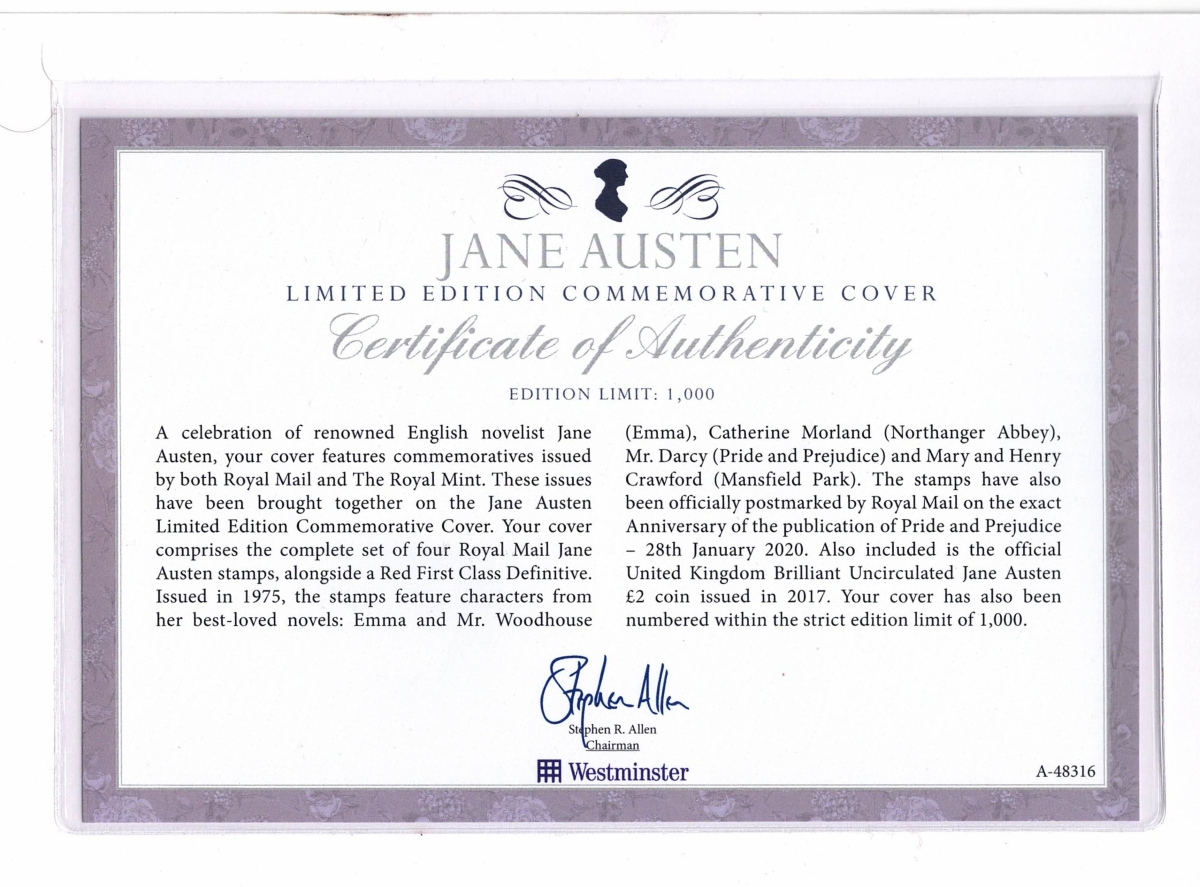 JANE AUSTEN
LIMITED EDITION COMMEMORATIVE COVER
Certificate of Authenticity
EDITION LIMIT: 1,000
A celebration of renowned English novelist Jane
Austen, your cover features commemoratives issued
by both Royal Mail and The Royal Mint. These issues
have been brought together on the Jane Austen
Limited Edition Commemorative Cover. Your cover
comprises the complete set of four Royal Mail Jane
Austen stamps, alongside a Red First Class Definitive.
Issued in 1975, the stamps feature characters from
her best-loved novels: Emma and Mr. Woodhouse
(Emma), Catherine Morland (Northanger Abbey),
Mr. Darcy (Pride and Prejudice) and Mary and Henry
Crawford (Mansfield Park). The stamps have also
been officially postmarked by Royal Mail on the exact
Anniversary of the publication of Pride and Prejudice
– 28th January 2020. Also included is the official
United Kingdom Brilliant Uncirculated Jane Austen
£2 coin issued in 2017. Your cover has also been
numbered within the strict edition limit of 1,000.
Stephen Allen
Stephen R. Allen
Chairman
Westminster
A-48316